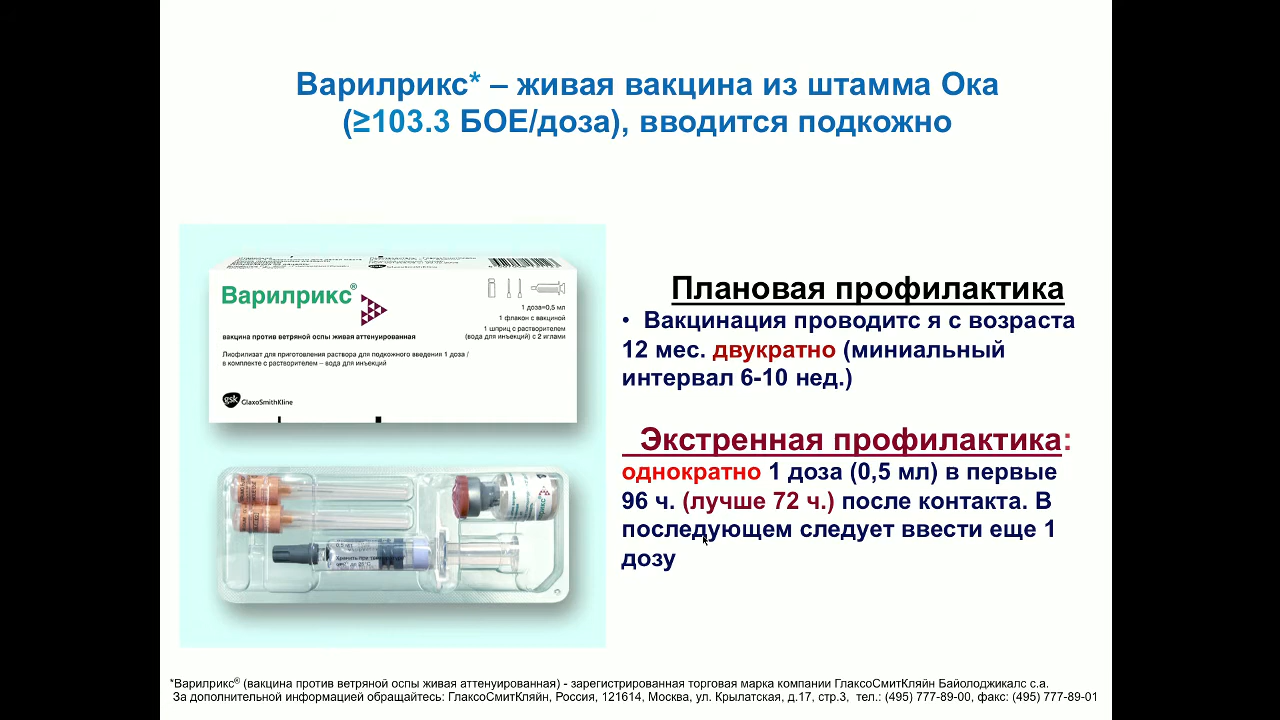 Варилрикс* – живая вакцина из штамма Ока
(≥103.3 БОЕ/доза), вводится подкожно
Варилрикс®
1 доза=0,5 мл
1 флакон с вакциной
1 шприц с растворителем
(вода для инъекций) с 2 иглами
вакцина против ветряной оспы живая аттенуированная
Лиофилизат для приготовления раствора для подкожного введения 1 доза /
в комплекте с растворителем – вода для инъекций
gsk GlaxoSmithKline
Плановая профилактика
• Вакцинация проводитс я с возраста
12 мес. двукратно (миниальный
интервал 6-10 нед.)
Экстренная профилактика:
однократно 1 доза (0,5 мл) в первые
96 ч. (лучше 72 ч.) после контакта. В
последующем следует ввести еще 1
дозу
*Варилрикс® (вакцина против ветряной оспы живая аттенуированная) - зарегистрированная торговая марка компании ГлаксоСмитКляйн Байолоджикалс с.а.
За дополнительной информацией обращайтесь: ГлаксоСмитКляйн, Россия, 121614, Москва, ул. Крылатская, д.17, стр.3, тел.: (495) 777-89-00, факс: (495) 777-89-01